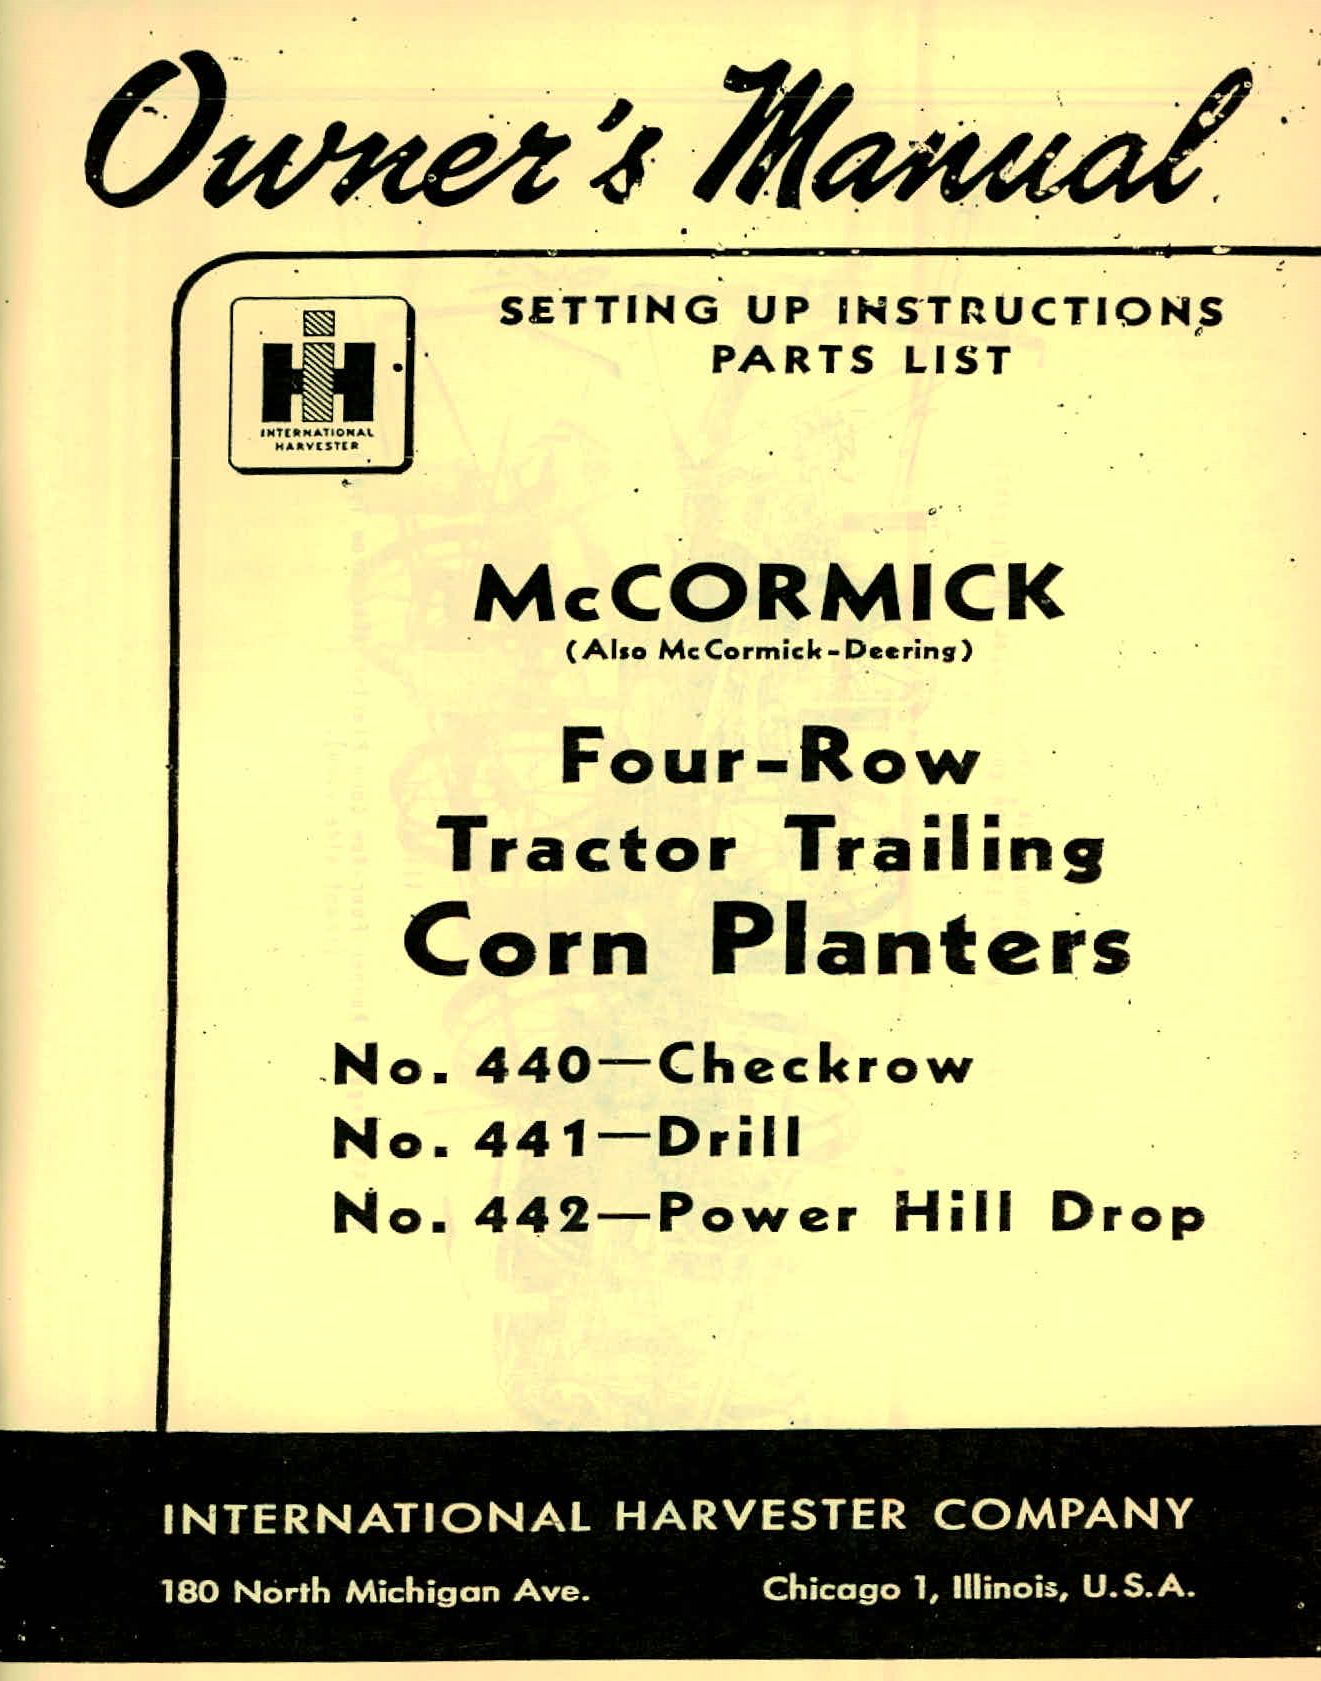 Owner's Manual
SETTING UP INSTRUCTIONS
PARTS LIST
IH
INTERNATIONAL
HARVESTER
McCORMICK
(Also McCormick-Deering)
Four-Row
Tractor Trailing
Corn Planters
No. 440—Checkrow
No. 441—Drill
No. 442—Power Hill Drop
INTERNATIONAL HARVESTER COMPANY
180 North Michigan Ave. Chicago 1, Illinois, U.S.A.